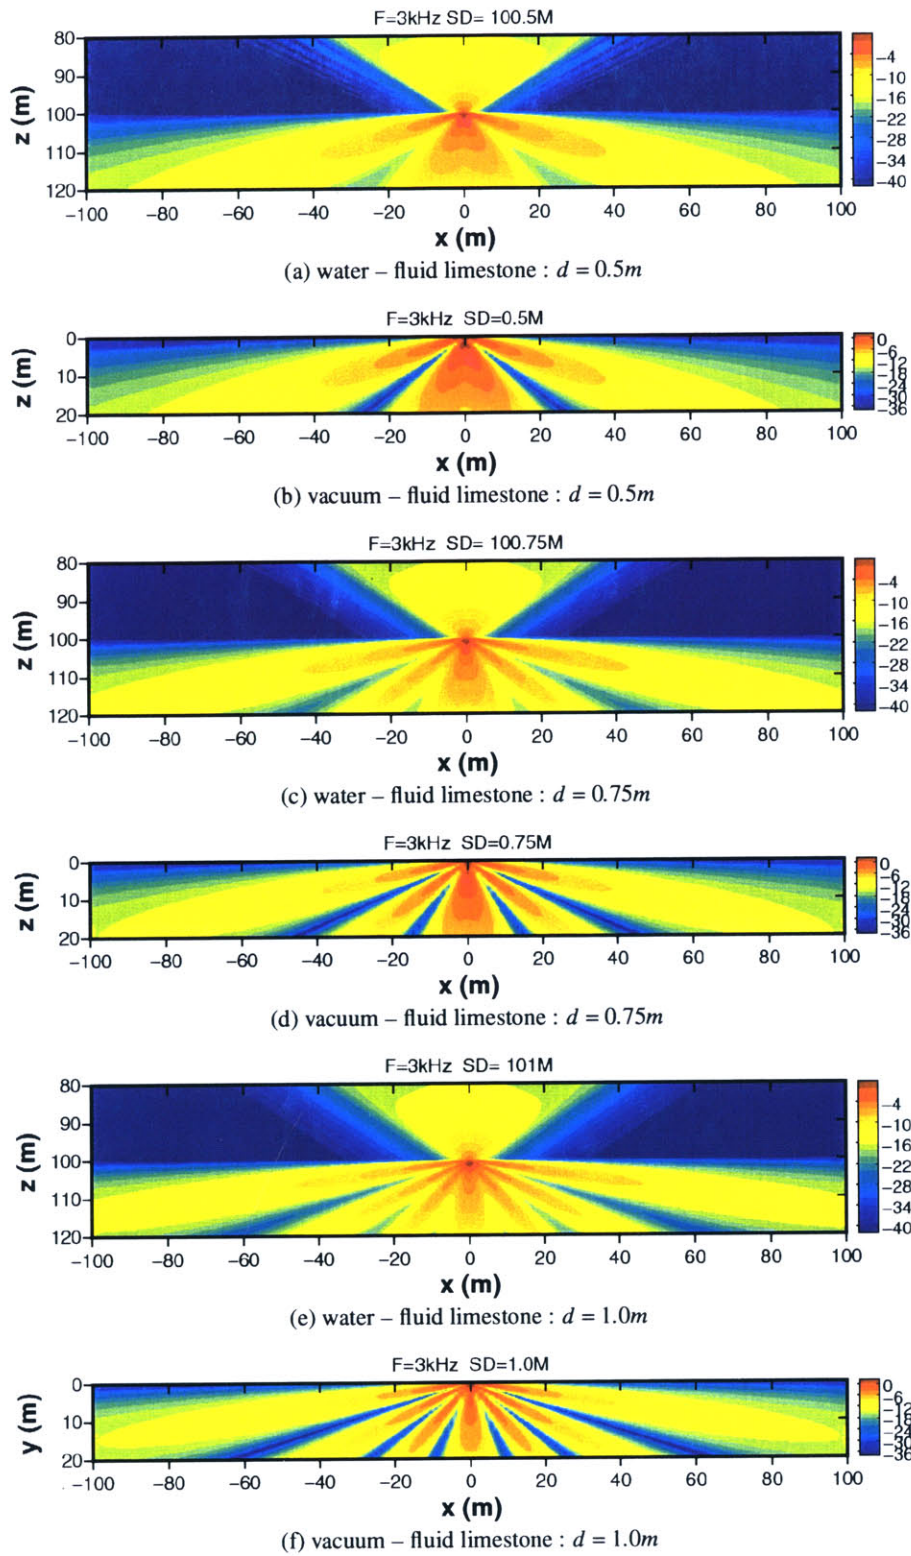 F=3kHz SD= 100.5M
80
90
100
110
120
z (m)
-4
-10
-16
-22
-28
-34
-40
-100 -80 -60 -40 -20 0 20 40 60 80 100
x (m)
(a) water – fluid limestone : d = 0.5m
F=3kHz SD=0.5M
0
10
20
z (m)
0
-6
-12
-18
-24
-30
-36
-100 -80 -60 -40 -20 0 20 40 60 80 100
x (m)
(b) vacuum – fluid limestone : d = 0.5m
F=3kHz SD= 100.75M
80
90
100
110
120
z (m)
-4
-10
-16
-22
-28
-34
-40
-100 -80 -60 -40 -20 0 20 40 60 80 100
x (m)
(c) water – fluid limestone : d = 0.75m
F=3kHz SD=0.75M
0
10
20
z (m)
0
-6
-12
-18
-24
-30
-36
-100 -80 -60 -40 -20 0 20 40 60 80 100
x (m)
(d) vacuum – fluid limestone : d = 0.75m
F=3kHz SD= 101M
80
90
100
110
120
z (m)
-4
-10
-16
-22
-28
-34
-40
-100 -80 -60 -40 -20 0 20 40 60 80 100
x (m)
(e) water – fluid limestone : d = 1.0m
F=3kHz SD=1.0M
0
10
20
y (m)
0
-6
-12
-18
-24
-30
-36
-100 -80 -60 -40 -20 0 20 40 60 80 100
x (m)
(f) vacuum – fluid limestone : d = 1.0m